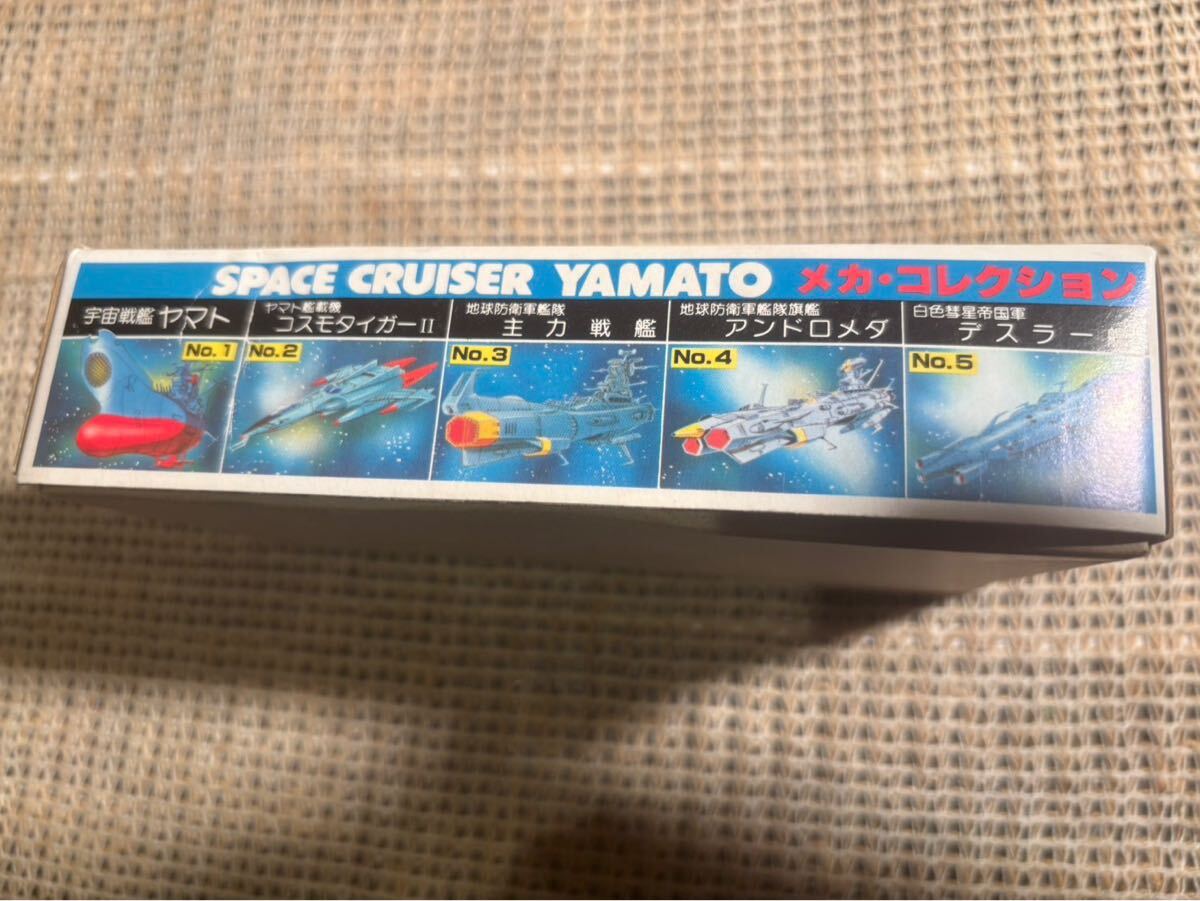 SPACE CRUISER YAMATO メカ・コレクション
宇宙戦艦 ヤマト
No.1
ヤマト艦載機
コスモタイガーII
No.2
地球防衛軍艦隊
主力戦艦
No.3
地球防衛軍艦隊旗艦
アンドロメダ
No.4
白色彗星帝国軍
デスラー艦
No.5